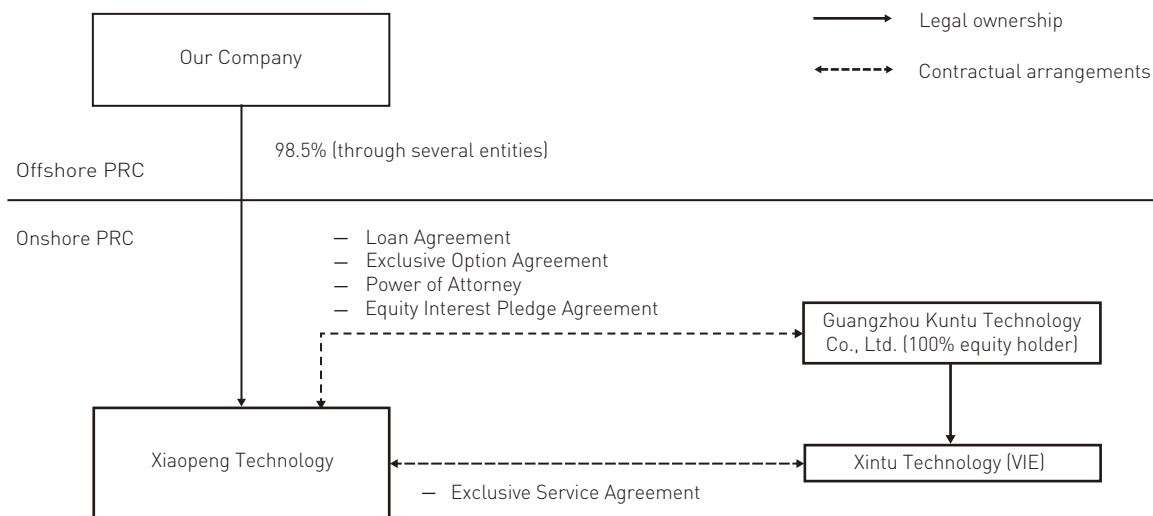 Our Company
Legal ownership
Contractual arrangements
98.5% (through several entities)
Offshore PRC
Onshore PRC
— Loan Agreement
— Exclusive Option Agreement
— Power of Attorney
— Equity Interest Pledge Agreement
Guangzhou Kuntu Technology
Co., Ltd. (100% equity holder)
Xiaopeng Technology
Xintu Technology (VIE)
— Exclusive Service Agreement